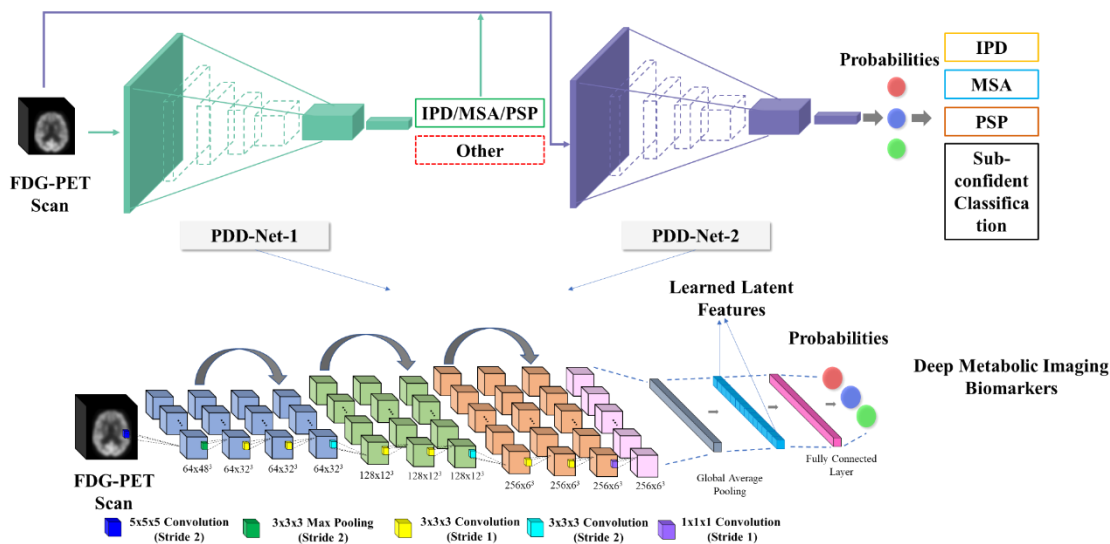 Probabilities
IPD
MSA
PSP
Sub-
confident
Classifica
tion
IPD/MSA/PSP
Other
FDG-PET
Scan
PDD-Net-1
PDD-Net-2
Learned Latent
Features
Probabilities
Deep Metabolic Imaging
Biomarkers
FDG-PET
Scan
64x48³
64x32³
64x32³
64x32³
128x12³
128x12³
128x12³
256x6³
256x6³
256x6³
256x6³
Global Average
Pooling
Fully Connected
Layer
5x5x5 Convolution
(Stride 2)
3x3x3 Max Pooling
(Stride 2)
3x3x3 Convolution
(Stride 1)
3x3x3 Convolution
(Stride 2)
1x1x1 Convolution
(Stride 1)